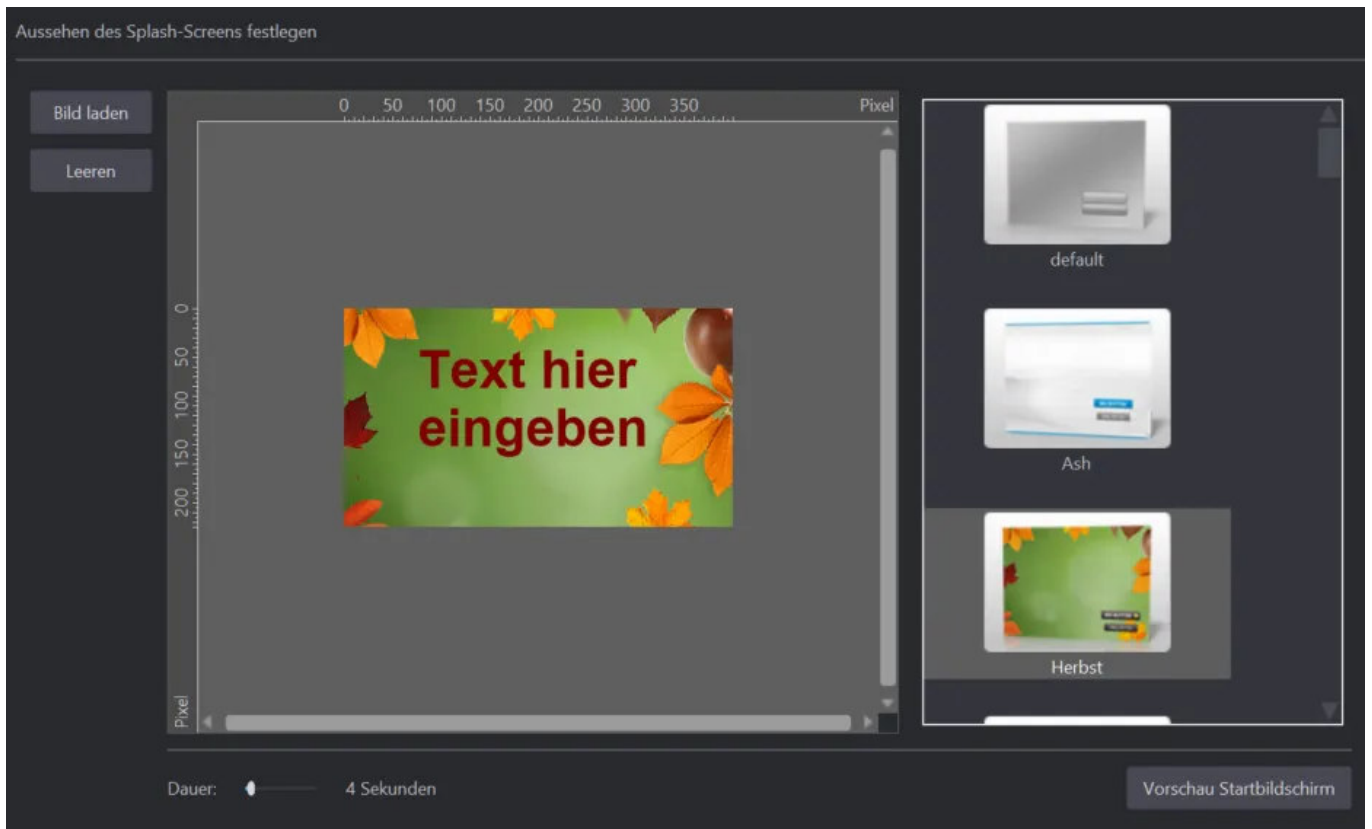 Aussehen des Splash-Screens festlegen
Bild laden
Leeren
0 50 100 150 200 250 300 350 Pixel
0 50 100 150 200 Pixel
Text hier
eingeben
default
Ash
Herbst
Dauer: 4 Sekunden
Vorschau Startbildschirm